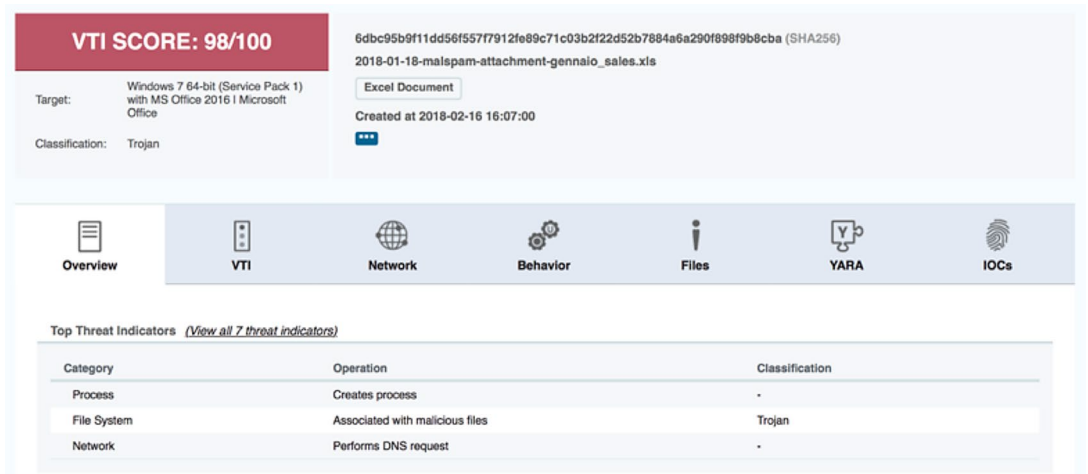 VTI SCORE: 98/100
Target: Windows 7 64-bit (Service Pack 1)
with MS Office 2016 | Microsoft
Office
Classification: Trojan
6dbc95b9f11dd56f557f7912fe89c71c03b2f22d52b7884a6a290f898f9b8cba (SHA256)
2018-01-18-malspam-attachment-gennaio_sales.xls
Excel Document
Created at 2018-02-16 16:07:00
Overview VTI Network Behavior Files YARA IOCs
Top Threat Indicators (View all 7 threat indicators)
Category Operation Classification
Process Creates process -
File System Associated with malicious files Trojan
Network Performs DNS request -